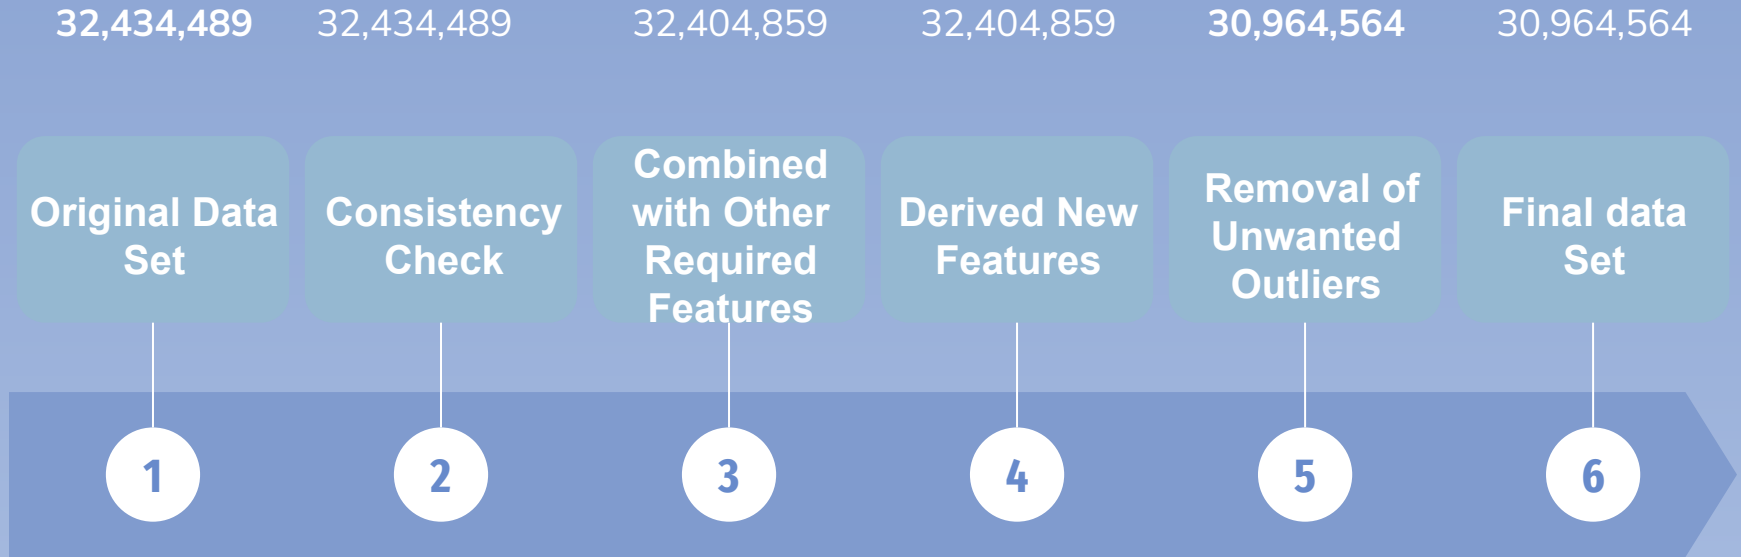 32,434,489 32,434,489 32,404,859 32,404,859 30,964,564 30,964,564
Original Data
Set
Consistency
Check
Combined
with Other
Required
Features
Derived New
Features
Removal of
Unwanted
Outliers
Final data
Set
1 2 3 4 5 6